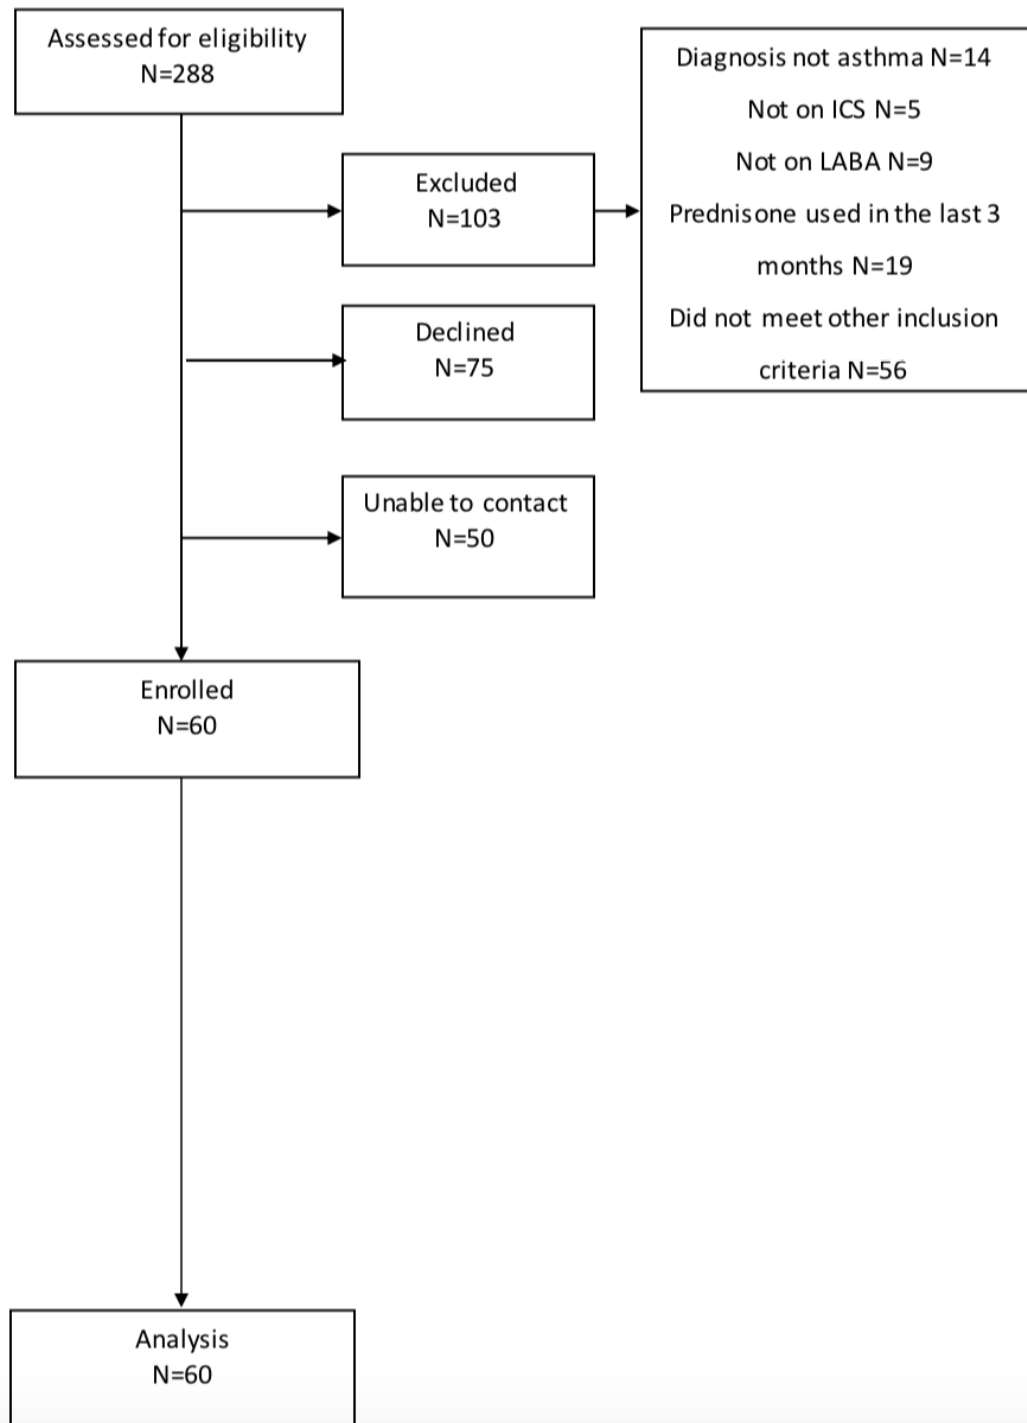 Assessed for eligibility
N=288
Diagnosis not asthma N=14
Not on ICS N=5
Not on LABA N=9
Prednisone used in the last 3
months N=19
Did not meet other inclusion
criteria N=56
Excluded
N=103
Declined
N=75
Unable to contact
N=50
Enrolled
N=60
Analysis
N=60